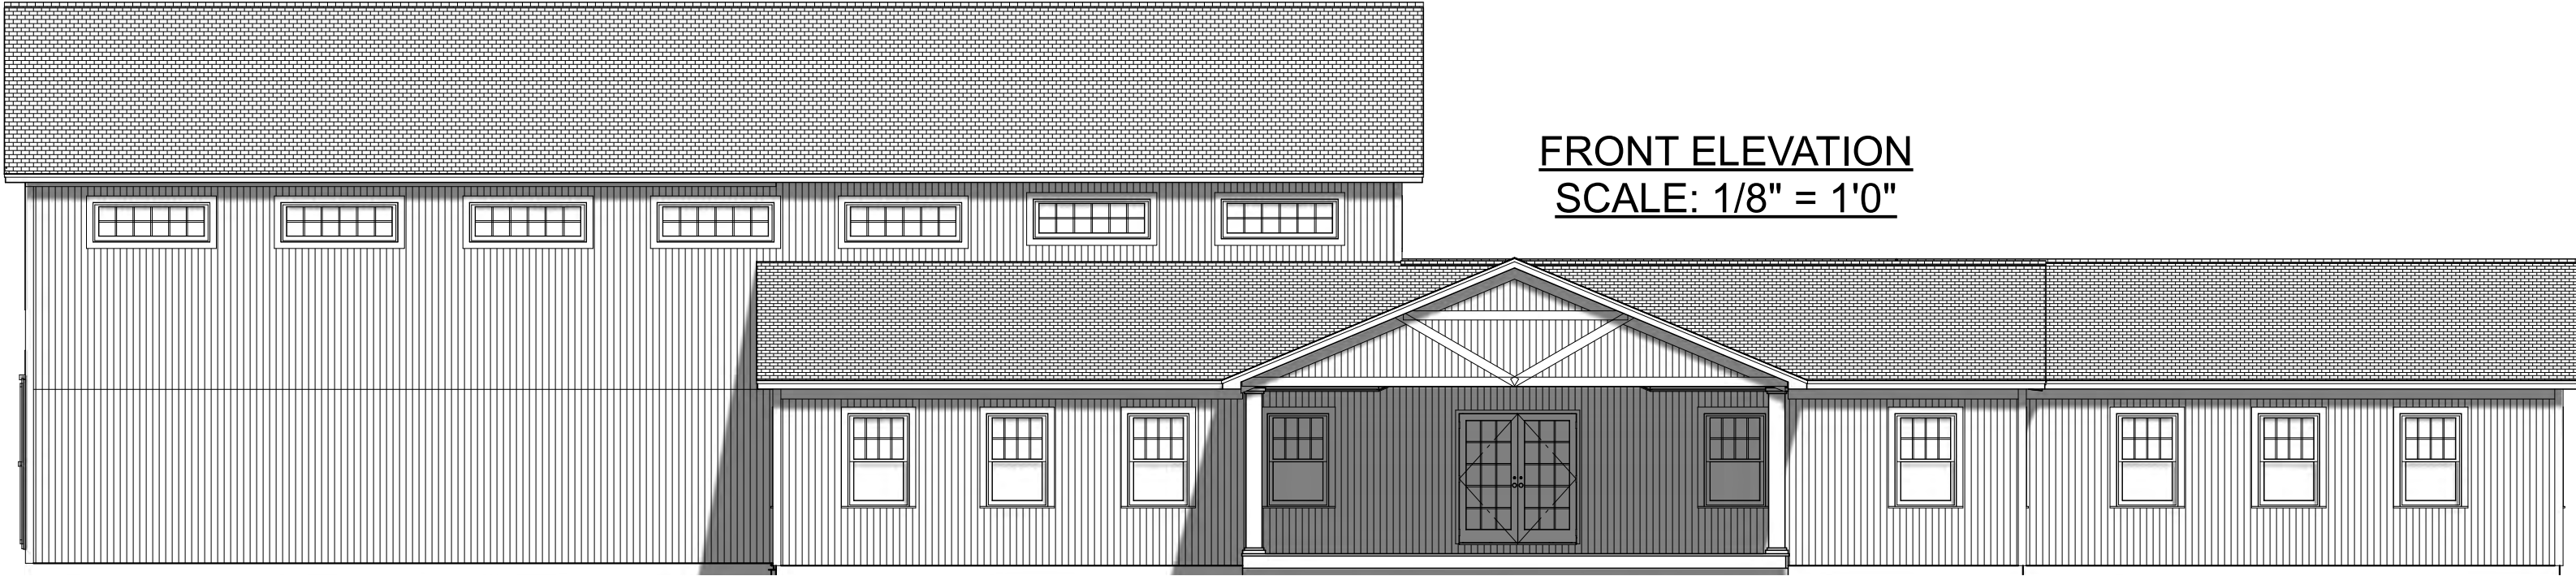 FRONT ELEVATION
SCALE: 1/8" = 1'0"